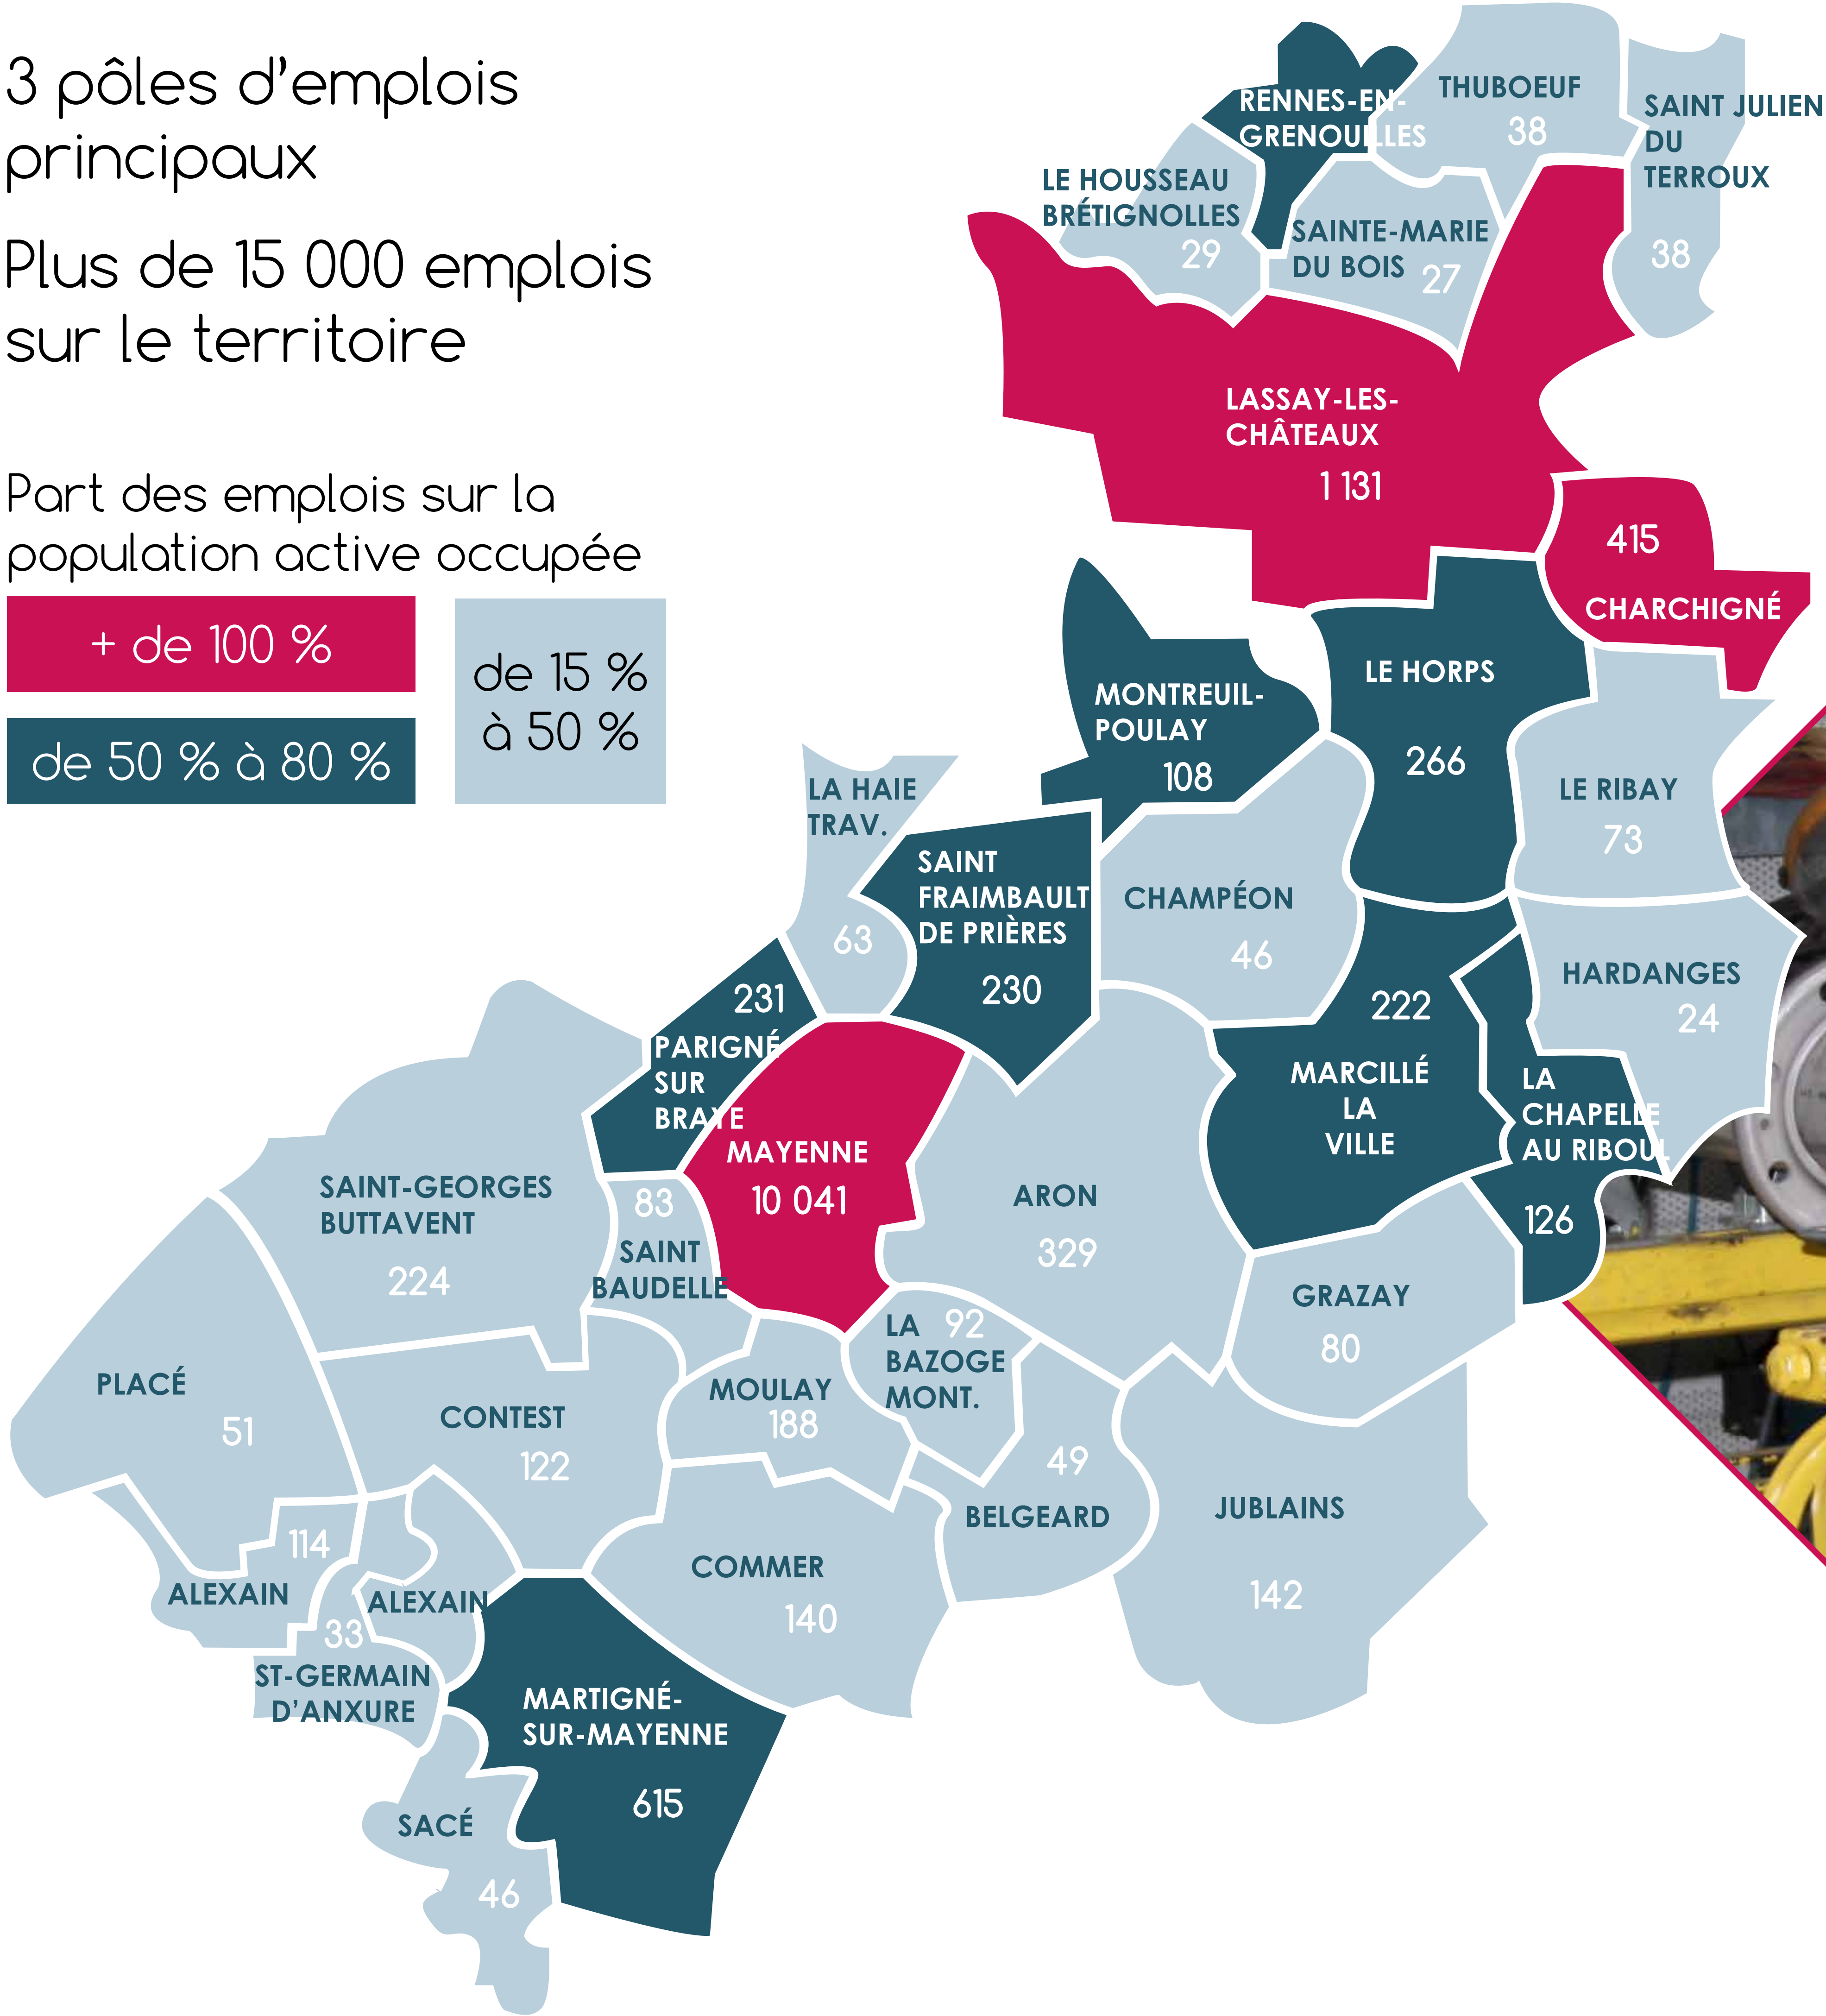 3 pôles d'emplois
principaux
Plus de 15 000 emplois
sur le territoire
Part des emplois sur la
population active occupée
+ de 100 %
de 50 % à 80 %
de 15 %
à 50 %
RENNES-EN-
GRENOUILLES
THUBOEUF
38
SAINT JULIEN
DU
TERROUX
38
LE HOUSSEAU
BRÉTIGNOLLES
29
SAINTE-MARIE
DU BOIS 27
LASSAY-LES-
CHÂTEAUX
1 131
415
CHARCHIGNÉ
LE HORPS
266
MONTREUIL-
POULAY
108
LE RIBAY
73
LA HAIE
TRAV.
63
SAINT
FRAIMBAULT
DE PRIÈRES
230
CHAMPÉON
46
HARDANGES
24
231
PARIGNÉ
SUR
BRAYE
222
MARCILLÉ
LA
VILLE
LA
CHAPELLE
AU RIBOUL
126
MAYENNE
10 041
SAINT-GEORGES
BUTTAVENT
224
83
SAINT
BAUDELLE
ARON
329
GRAZAY
80
LA 92
BAZOGE
MONT.
PLACÉ
51
CONTEST
122
MOULAY
188
49
BELGEARD
JUBLAINS
142
114
ALEXAIN
ALEXAIN
COMMER
140
33
ST-GERMAIN
D'ANXURE
MARTIGNÉ-
SUR-MAYENNE
615
SACÉ
46